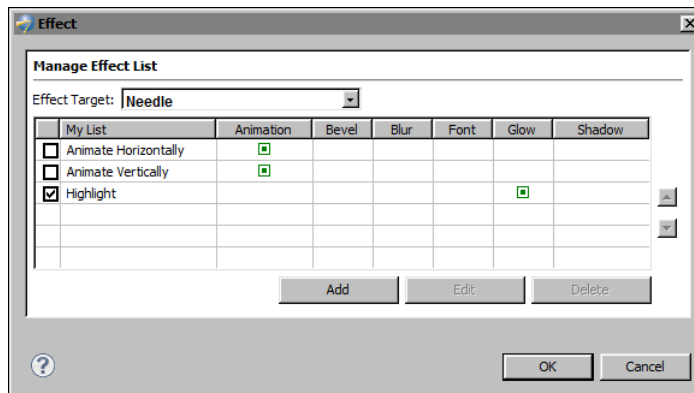 Effect
Manage Effect List
Effect Target: Needle
My List Animation Bevel Blur Font Glow Shadow
Animate Horizontally
Animate Vertically
Highlight
Add Edit Delete
? OK Cancel